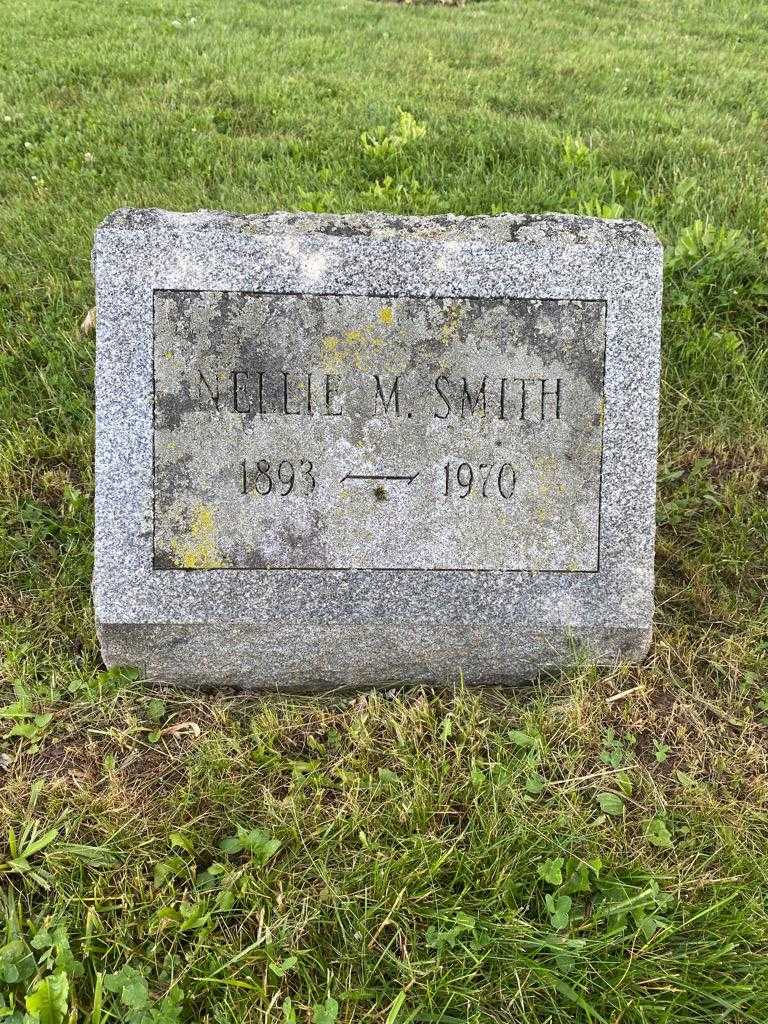 NELLIE M. SMITH
1893 — 1970